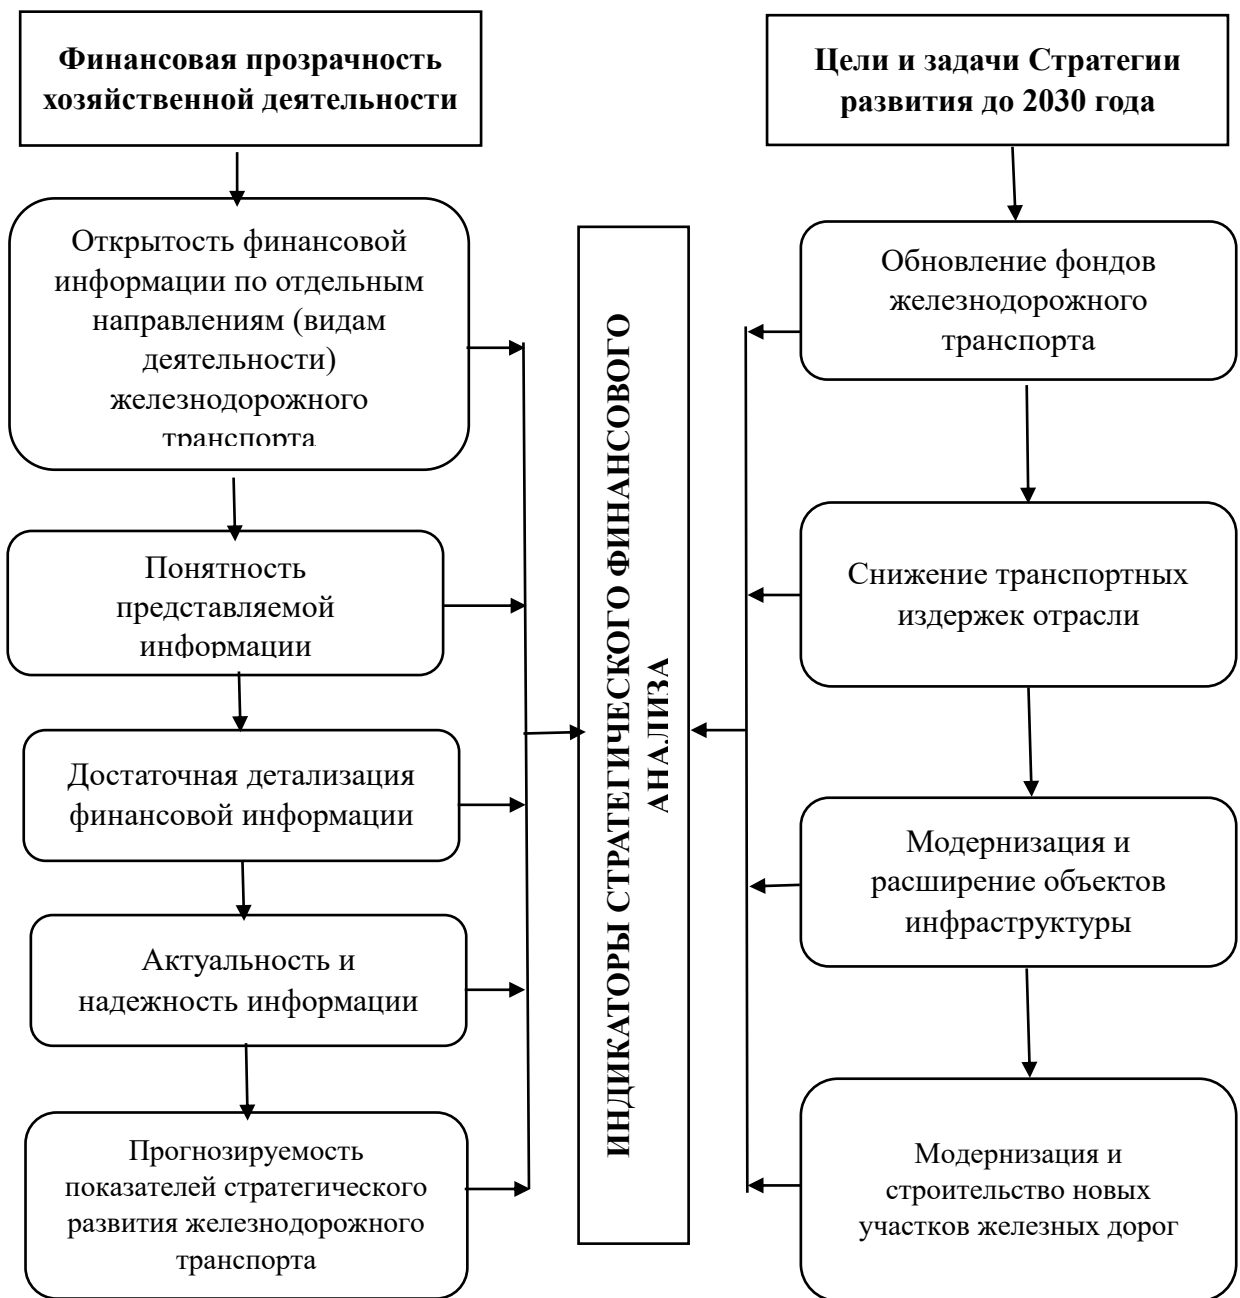 Финансовая прозрачность
хозяйственной деятельности
Открытость финансовой
информации по отдельным
направлениям (видам
деятельности)
железнодорожного
транспорта
Понятность
представляемой
информации
Достаточная детализация
финансовой информации
Актуальность и
надежность информации
Прогнозируемость
показателей стратегического
развития железнодорожного
транспорта
ИНДИКАТОРЫ СТРАТЕГИЧЕСКОГО ФИНАНСОВОГО
АНАЛИЗА
Цели и задачи Стратегии
развития до 2030 года
Обновление фондов
железнодорожного
транспорта
Снижение транспортных
издержек отрасли
Модернизация и
расширение объектов
инфраструктуры
Модернизация и
строительство новых
участков железных дорог